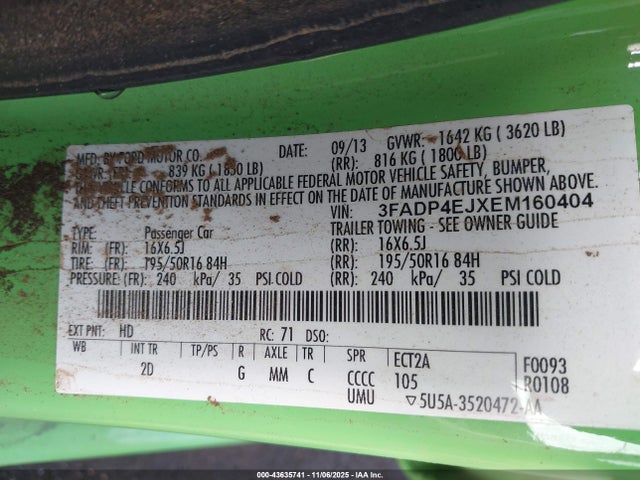 MFD. BY FORD MOTOR CO. DATE: 09/13 GVWR: 1642 KG ( 3620 LB)
839 KG ( 1850 LB) (RR): 816 KG ( 1800 LB)
THIS VEHICLE CONFORMS TO ALL APPLICABLE FEDERAL MOTOR VEHICLE SAFETY, BUMPER,
AND THEFT PREVENTION STANDARDS IN EFFECT ON THE DATE OF MANUFACTURE SHOWN ABOVE.
VIN: 3FADP4EJXEM160404
TYPE: Passenger Car TRAILER TOWING - SEE OWNER GUIDE
RIM: (FR): 16X6.5J (RR): 16X6.5J
TIRE: (FR): 195/50R16 84H (RR): 195/50R16 84H
PRESSURE: (FR): 240 kPa/ 35 PSI COLD (RR): 240 kPa/ 35 PSI COLD
EXT PNT: HD RC: 71 DSO:
WB INT TR TP/PS R AXLE TR SPR ECT2A F0093
2D G MM C CCCC 105 R0108
UMU ▽5U5A-3520472-AA
000-43635741 - 11/06/2025 - IAA Corp.